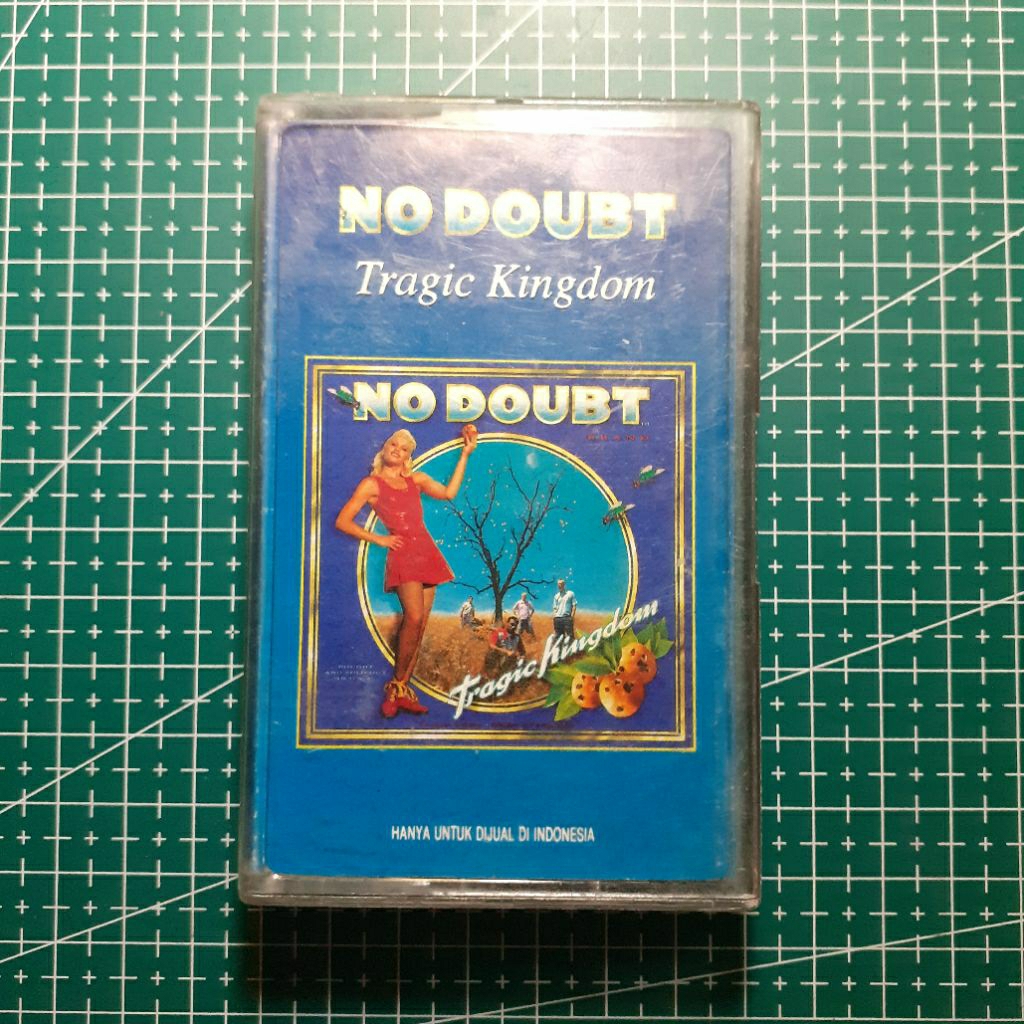 NO DOUBT
Tragic Kingdom
NO DOUBT
Tragic Kingdom
HANYA UNTUK DIJUAL DI INDONESIA